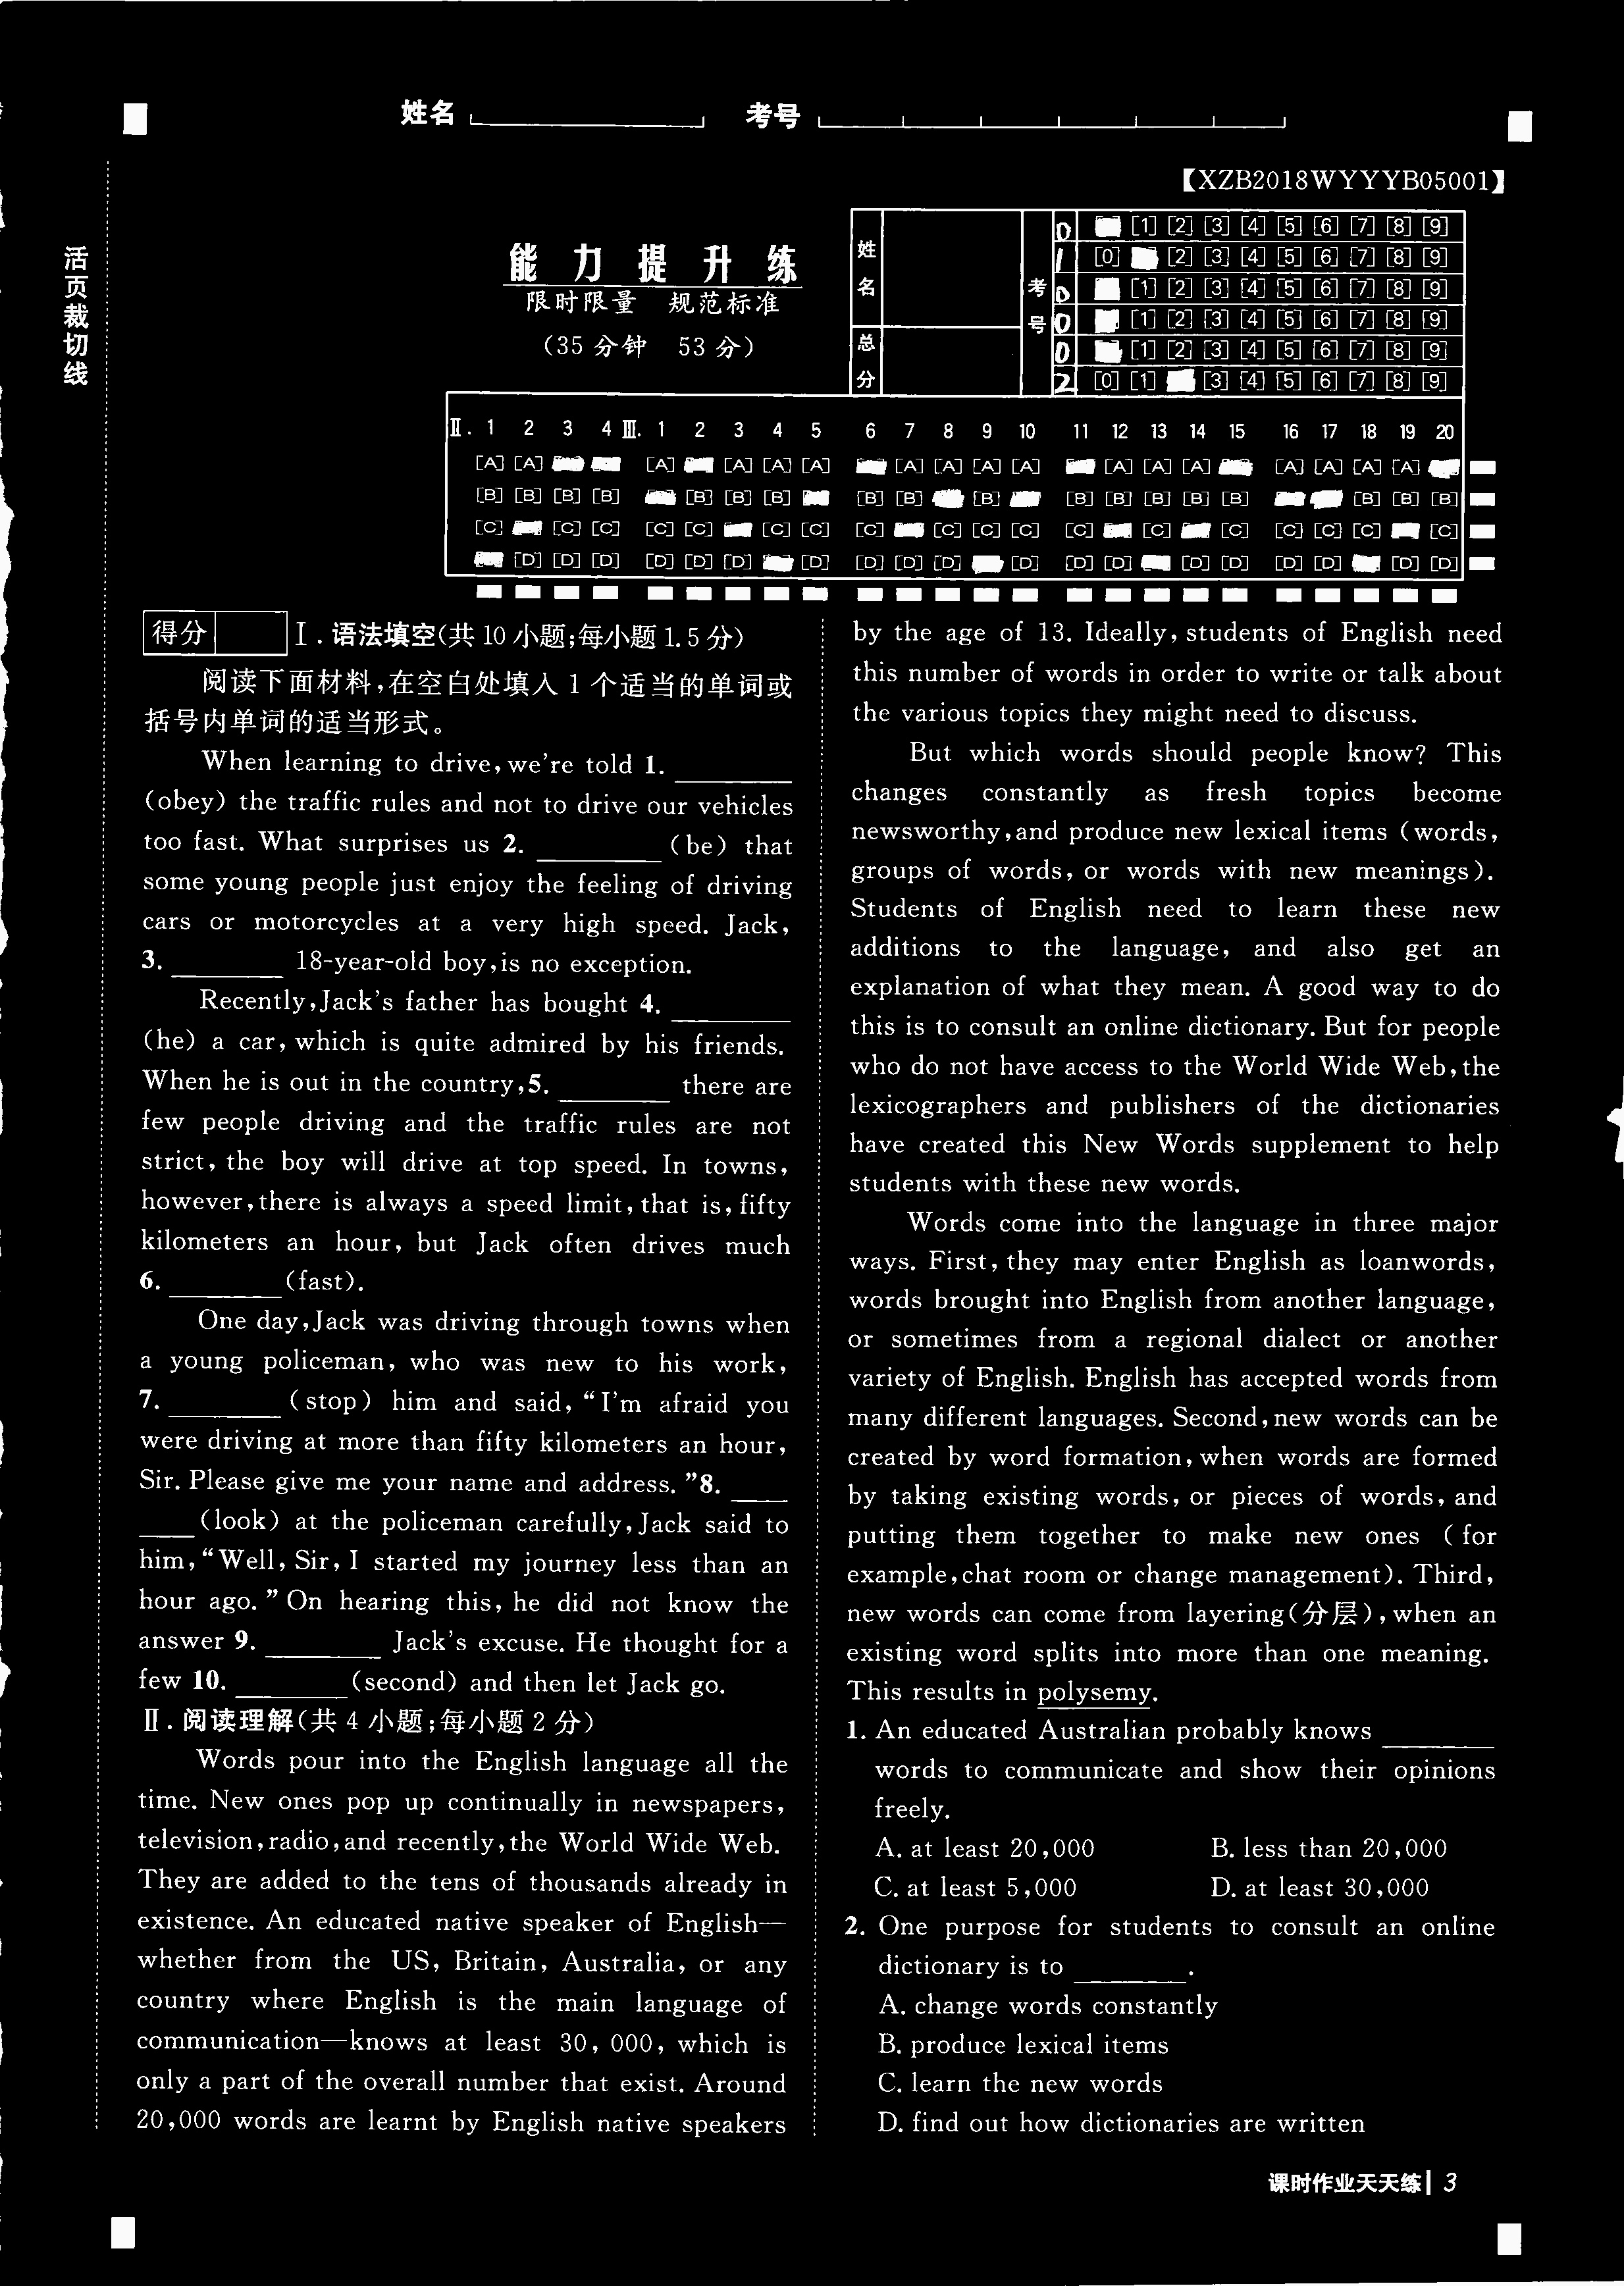 姓名 考号
【XZB2018WYYYB05001】
活页裁切线
能力提升练
限时限量 规范标准
(35 分钟 53 分)
姓名
总分
考号
0 [1] [2] [3] [4] [5] [6] [7] [8] [9]
1 [0] [2] [3] [4] [5] [6] [7] [8] [9]
0 [1] [2] [3] [4] [5] [6] [7] [8] [9]
0 [1] [2] [3] [4] [5] [6] [7] [8] [9]
0 [1] [2] [3] [4] [5] [6] [7] [8] [9]
2 [0] [1] [3] [4] [5] [6] [7] [8] [9]
Ⅱ. 1 2 3 4 Ⅲ. 1 2 3 4 5 6 7 8 9 10 11 12 13 14 15 16 17 18 19 20
[A] [A] [A] [A] [A] [A] [A] [A] [A] [A] [A] [A] [A] [A] [A] [A] [A]
[B] [B] [B] [B] [B] [B] [B] [B] [B] [B] [B] [B] [B] [B] [B] [B] [B] [B]
[C] [C] [C] [C] [C] [C] [C] [C] [C] [C] [C] [C] [C] [C] [C] [C] [C] [C]
[D] [D] [D] [D] [D] [D] [D] [D] [D] [D] [D] [D] [D] [D] [D] [D] [D] [D] [D]
得分 Ⅰ. 语法填空(共 10 小题;每小题 1.5 分)
阅读下面材料,在空白处填入 1 个适当的单词或
括号内单词的适当形式。
When learning to drive, we're told 1.
(obey) the traffic rules and not to drive our vehicles
too fast. What surprises us 2. (be) that
some young people just enjoy the feeling of driving
cars or motorcycles at a very high speed. Jack,
3. 18-year-old boy, is no exception.
Recently, Jack's father has bought 4.
(he) a car, which is quite admired by his friends.
When he is out in the country, 5. there are
few people driving and the traffic rules are not
strict, the boy will drive at top speed. In towns,
however, there is always a speed limit, that is, fifty
kilometers an hour, but Jack often drives much
6. (fast).
One day, Jack was driving through towns when
a young policeman, who was new to his work,
7. (stop) him and said, "I'm afraid you
were driving at more than fifty kilometers an hour,
Sir. Please give me your name and address. "8.
(look) at the policeman carefully, Jack said to
him, "Well, Sir, I started my journey less than an
hour ago. " On hearing this, he did not know the
answer 9. Jack's excuse. He thought for a
few 10. (second) and then let Jack go.
Ⅱ. 阅读理解(共 4 小题;每小题 2 分)
Words pour into the English language all the
time. New ones pop up continually in newspapers,
television, radio, and recently, the World Wide Web.
They are added to the tens of thousands already in
existence. An educated native speaker of English—
whether from the US, Britain, Australia, or any
country where English is the main language of
communication—knows at least 30, 000, which is
only a part of the overall number that exist. Around
20,000 words are learnt by English native speakers
by the age of 13. Ideally, students of English need
this number of words in order to write or talk about
the various topics they might need to discuss.
But which words should people know? This
changes constantly as fresh topics become
newsworthy, and produce new lexical items (words,
groups of words, or words with new meanings).
Students of English need to learn these new
additions to the language, and also get an
explanation of what they mean. A good way to do
this is to consult an online dictionary. But for people
who do not have access to the World Wide Web, the
lexicographers and publishers of the dictionaries
have created this New Words supplement to help
students with these new words.
Words come into the language in three major
ways. First, they may enter English as loanwords,
words brought into English from another language,
or sometimes from a regional dialect or another
variety of English. English has accepted words from
many different languages. Second, new words can be
created by word formation, when words are formed
by taking existing words, or pieces of words, and
putting them together to make new ones (for
example, chat room or change management). Third,
new words can come from layering(分层), when an
existing word splits into more than one meaning.
This results in polysemy.
1. An educated Australian probably knows
words to communicate and show their opinions
freely.
A. at least 20,000 B. less than 20,000
C. at least 5,000 D. at least 30,000
2. One purpose for students to consult an online
dictionary is to .
A. change words constantly
B. produce lexical items
C. learn the new words
D. find out how dictionaries are written
课时作业天天练 3